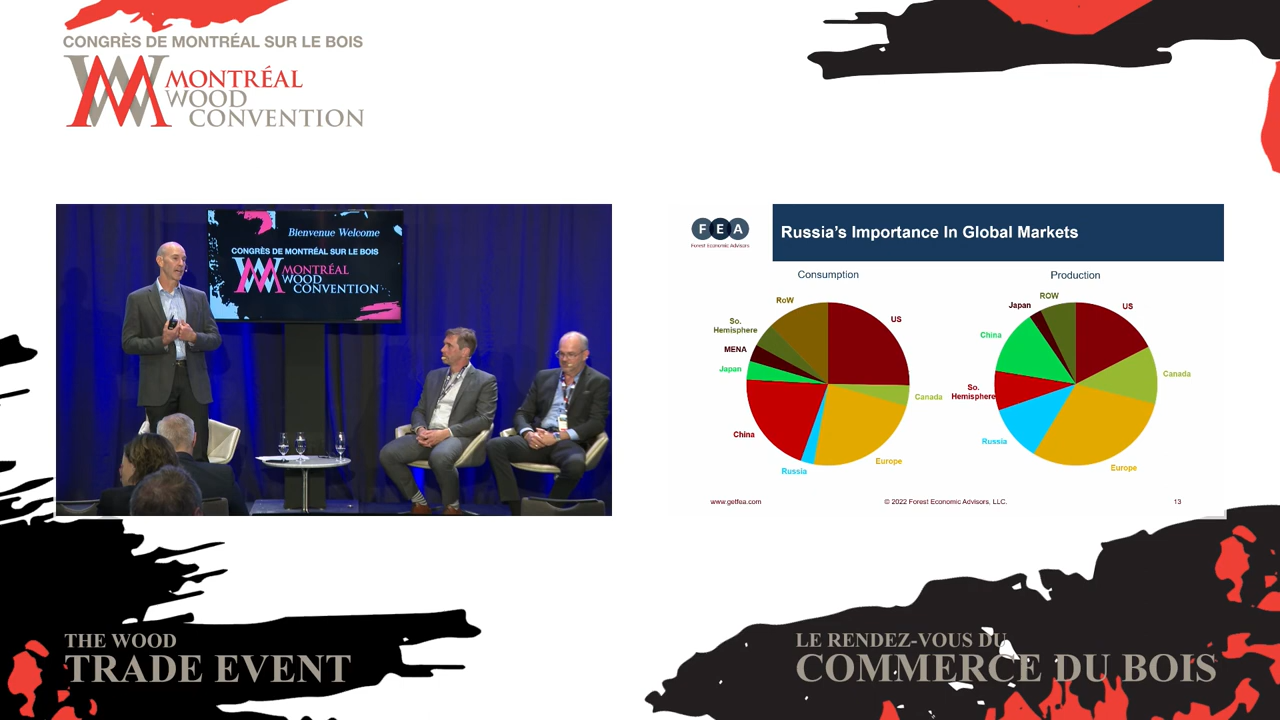 CONGRÈS DE MONTRÉAL SUR LE BOIS
MONTRÉAL
WOOD
CONVENTION
Bienvenue Welcome
CONGRÈS DE MONTRÉAL SUR LE BOIS
MONTRÉAL
WOOD
CONVENTION
FEA
Forest Economic Advisors
Russia's Importance In Global Markets
Consumption
RoW
US
So.
Hemisphere
MENA
Japan
Canada
China
Europe
Russia
Production
ROW
Japan
US
China
Canada
So.
Hemisphere
Russia
Europe
www.getfea.com
© 2022 Forest Economic Advisors, LLC.
13
THE WOOD
TRADE EVENT
LE RENDEZ-VOUS DU
COMMERCE DU BOIS